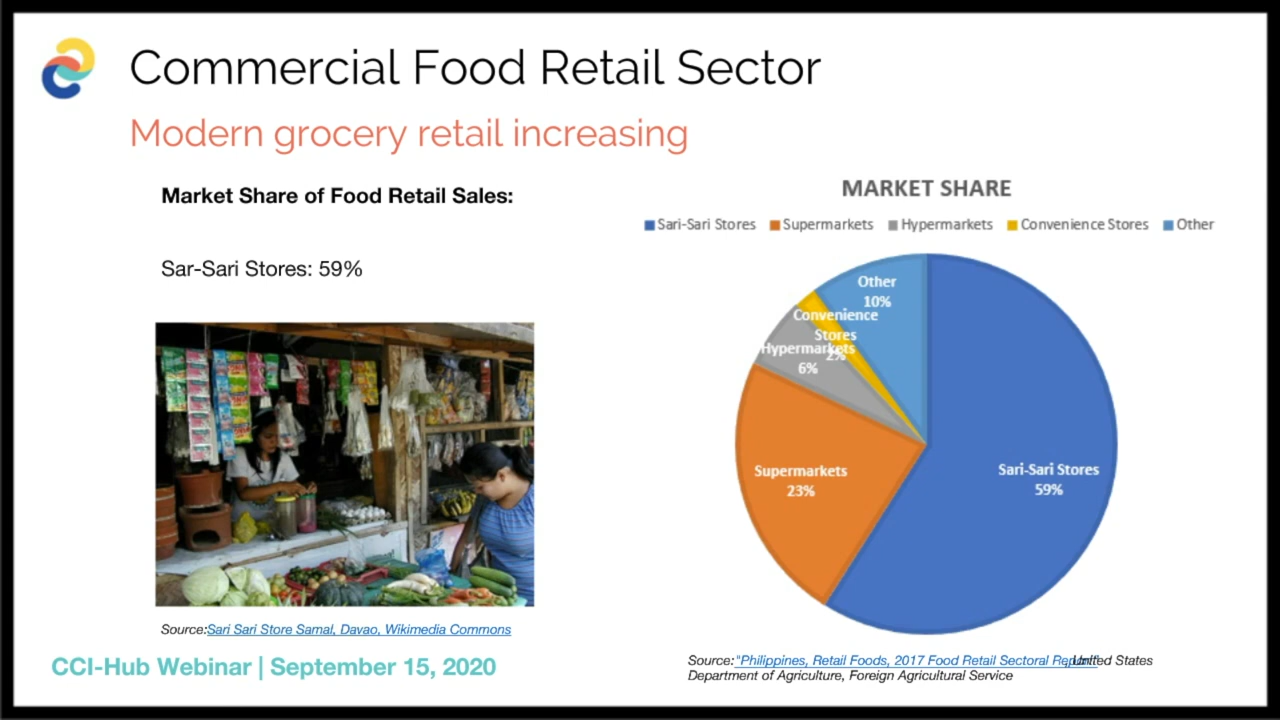 Commercial Food Retail Sector
Modern grocery retail increasing
Market Share of Food Retail Sales:
Sar-Sari Stores: 59%
Source:Sari Sari Store Samal, Davao, Wikimedia Commons
CCI-Hub Webinar | September 15, 2020
MARKET SHARE
Sari-Sari Stores Supermarkets Hypermarkets Convenience Stores Other
Other
10%
Convenience
Stores
2%
Hypermarkets
6%
Supermarkets
23%
Sari-Sari Stores
59%
Source:"Philippines, Retail Foods, 2017 Food Retail Sectoral Report", United States
Department of Agriculture, Foreign Agricultural Service